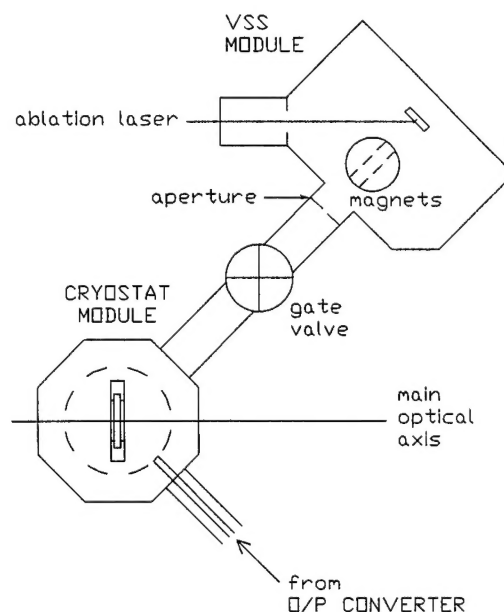 VSS
MODULE
ablation laser
aperture
magnets
CRYOSTAT
MODULE
gate
valve
main
optical
axis
from
O/P CONVERTER